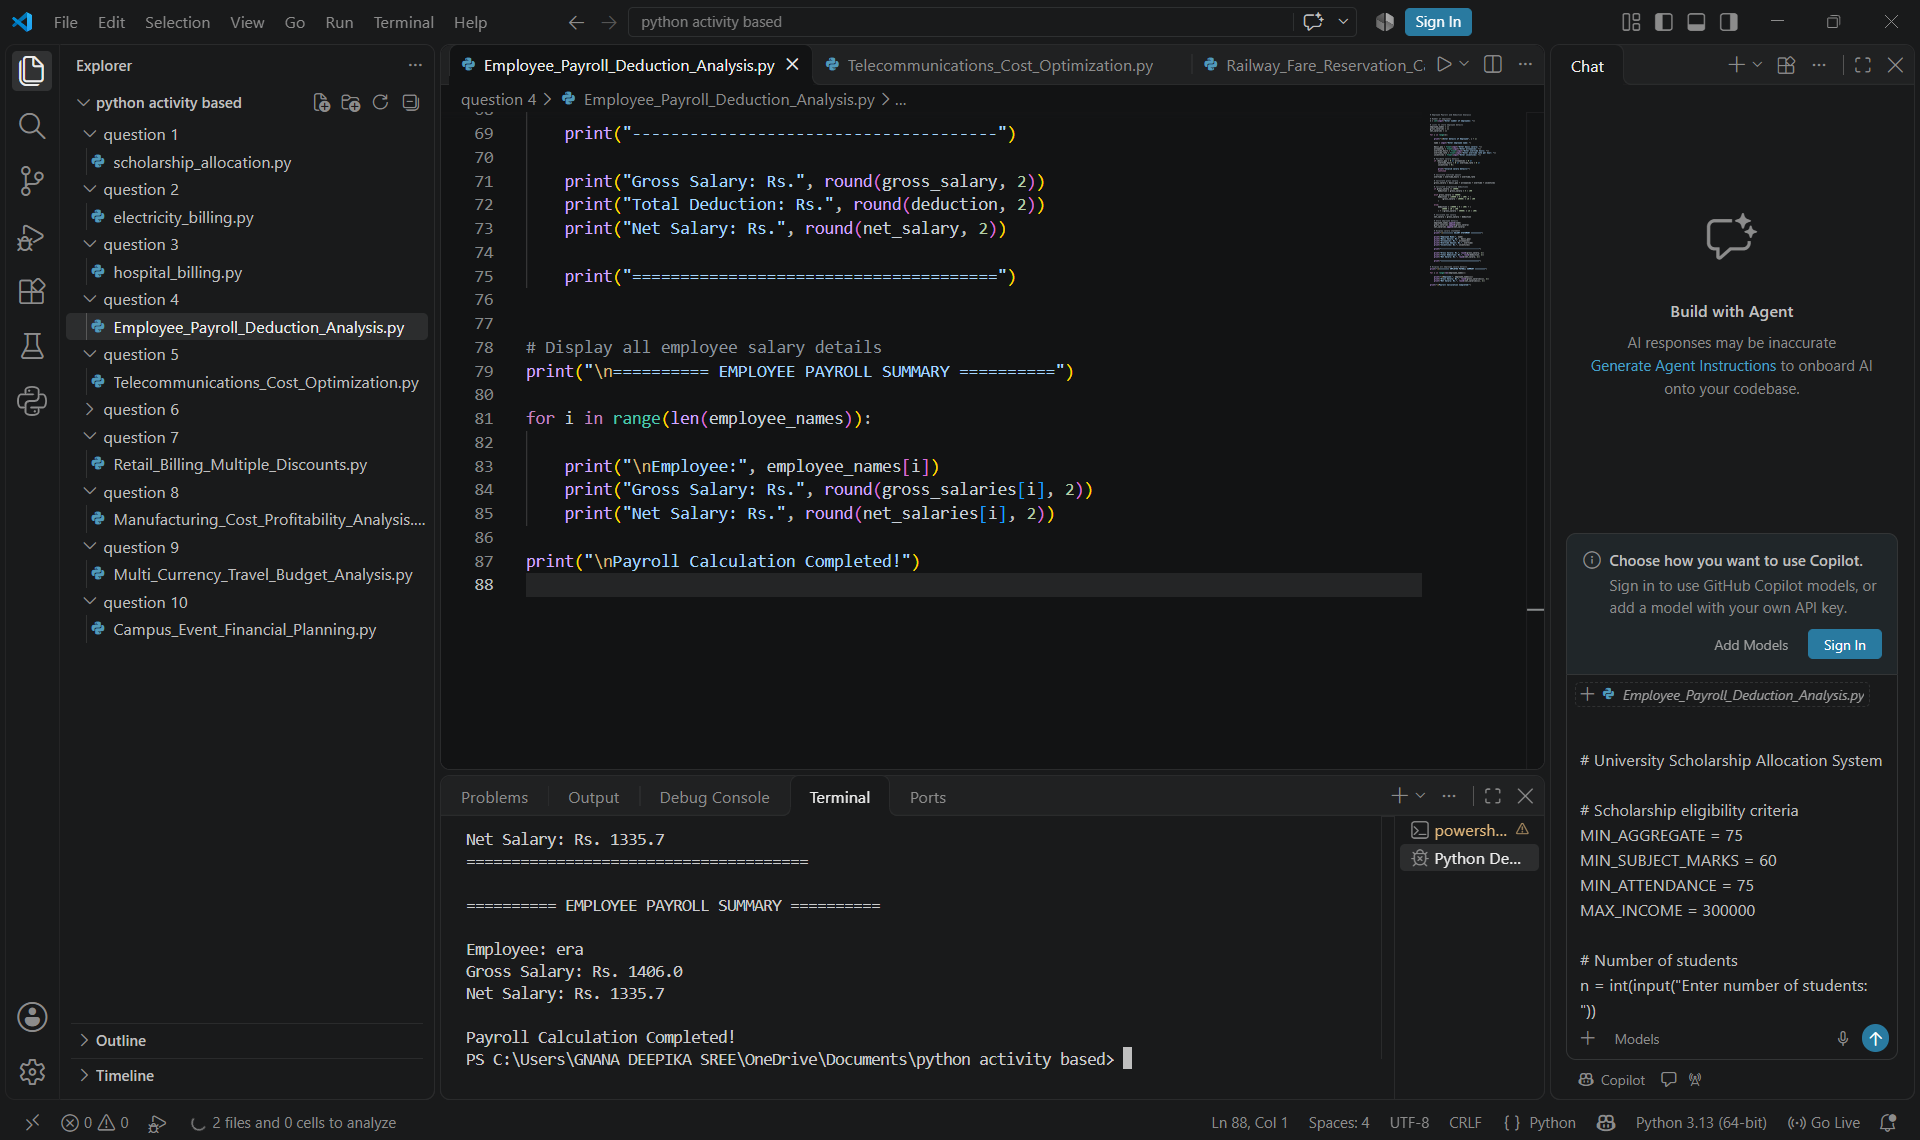 File Edit Selection View Go Run Terminal Help
python activity based
Sign In
Explorer
python activity based
question 1
scholarship_allocation.py
question 2
electricity_billing.py
question 3
hospital_billing.py
question 4
Employee_Payroll_Deduction_Analysis.py
question 5
Telecommunications_Cost_Optimization.py
question 6
question 7
Retail_Billing_Multiple_Discounts.py
question 8
Manufacturing_Cost_Profitability_Analysis....
question 9
Multi_Currency_Travel_Budget_Analysis.py
question 10
Campus_Event_Financial_Planning.py
Outline
Timeline
Employee_Payroll_Deduction_Analysis.py Telecommunications_Cost_Optimization.py Railway_Fare_Reservation_C
question 4 > Employee_Payroll_Deduction_Analysis.py > ...
69 print("--------------------------------------")
70
71 print("Gross Salary: Rs.", round(gross_salary, 2))
72 print("Total Deduction: Rs.", round(deduction, 2))
73 print("Net Salary: Rs.", round(net_salary, 2))
74
75 print("======================================")
76
77
78 # Display all employee salary details
79 print("\n========== EMPLOYEE PAYROLL SUMMARY ==========")
80
81 for i in range(len(employee_names)):
82
83 print("\nEmployee:", employee_names[i])
84 print("Gross Salary: Rs.", round(gross_salaries[i], 2))
85 print("Net Salary: Rs.", round(net_salaries[i], 2))
86
87 print("\nPayroll Calculation Completed!")
88
Problems Output Debug Console Terminal Ports
Net Salary: Rs. 1335.7
======================================
========== EMPLOYEE PAYROLL SUMMARY ==========
Employee: era
Gross Salary: Rs. 1406.0
Net Salary: Rs. 1335.7
Payroll Calculation Completed!
PS C:\Users\GNANA DEEPIKA SREE\OneDrive\Documents\python activity based>
powersh...
Python De...
Chat
Build with Agent
AI responses may be inaccurate
Generate Agent Instructions to onboard AI
onto your codebase.
Choose how you want to use Copilot.
Sign in to use GitHub Copilot models, or
add a model with your own API key.
Add Models Sign In
Employee_Payroll_Deduction_Analysis.py
# University Scholarship Allocation System
# Scholarship eligibility criteria
MIN_AGGREGATE = 75
MIN_SUBJECT_MARKS = 60
MIN_ATTENDANCE = 75
MAX_INCOME = 300000
# Number of students
n = int(input("Enter number of students:
"))
Models
Copilot
0 0 2 files and 0 cells to analyze
Ln 88, Col 1 Spaces: 4 UTF-8 CRLF { } Python Python 3.13 (64-bit) Go Live